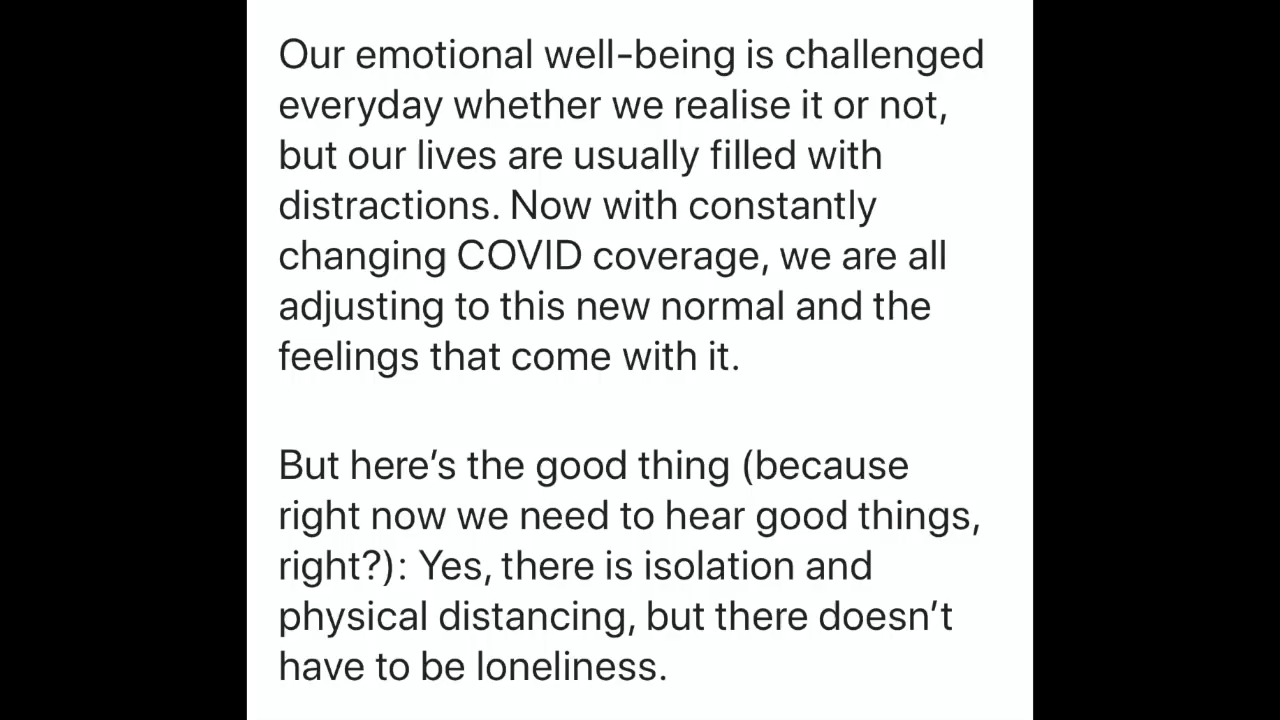 Our emotional well-being is challenged
everyday whether we realise it or not,
but our lives are usually filled with
distractions. Now with constantly
changing COVID coverage, we are all
adjusting to this new normal and the
feelings that come with it.
But here’s the good thing (because
right now we need to hear good things,
right?): Yes, there is isolation and
physical distancing, but there doesn’t
have to be loneliness.